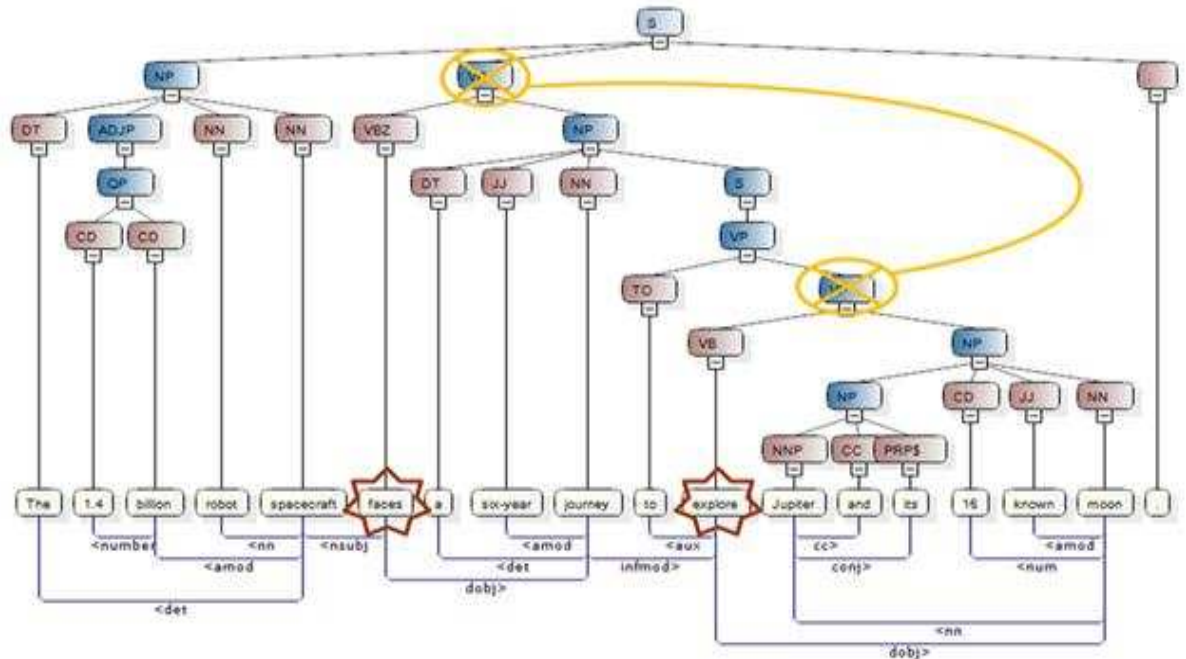 S
NP
.
DT ADJP NN NN VBZ NP
QP DT JJ NN S
CD CD VP
TO
VB NP
NP CD JJ NN
NNP CC PRP$
The 1.4 billion robot spacecraft faces a six-year journey to explore Jupiter and its 16 known moon .
<number <nn <nsubj <amod <aux cc> <amod
<amod <det infmod> conj> <num
dobj>
<det
<nn
dobj>